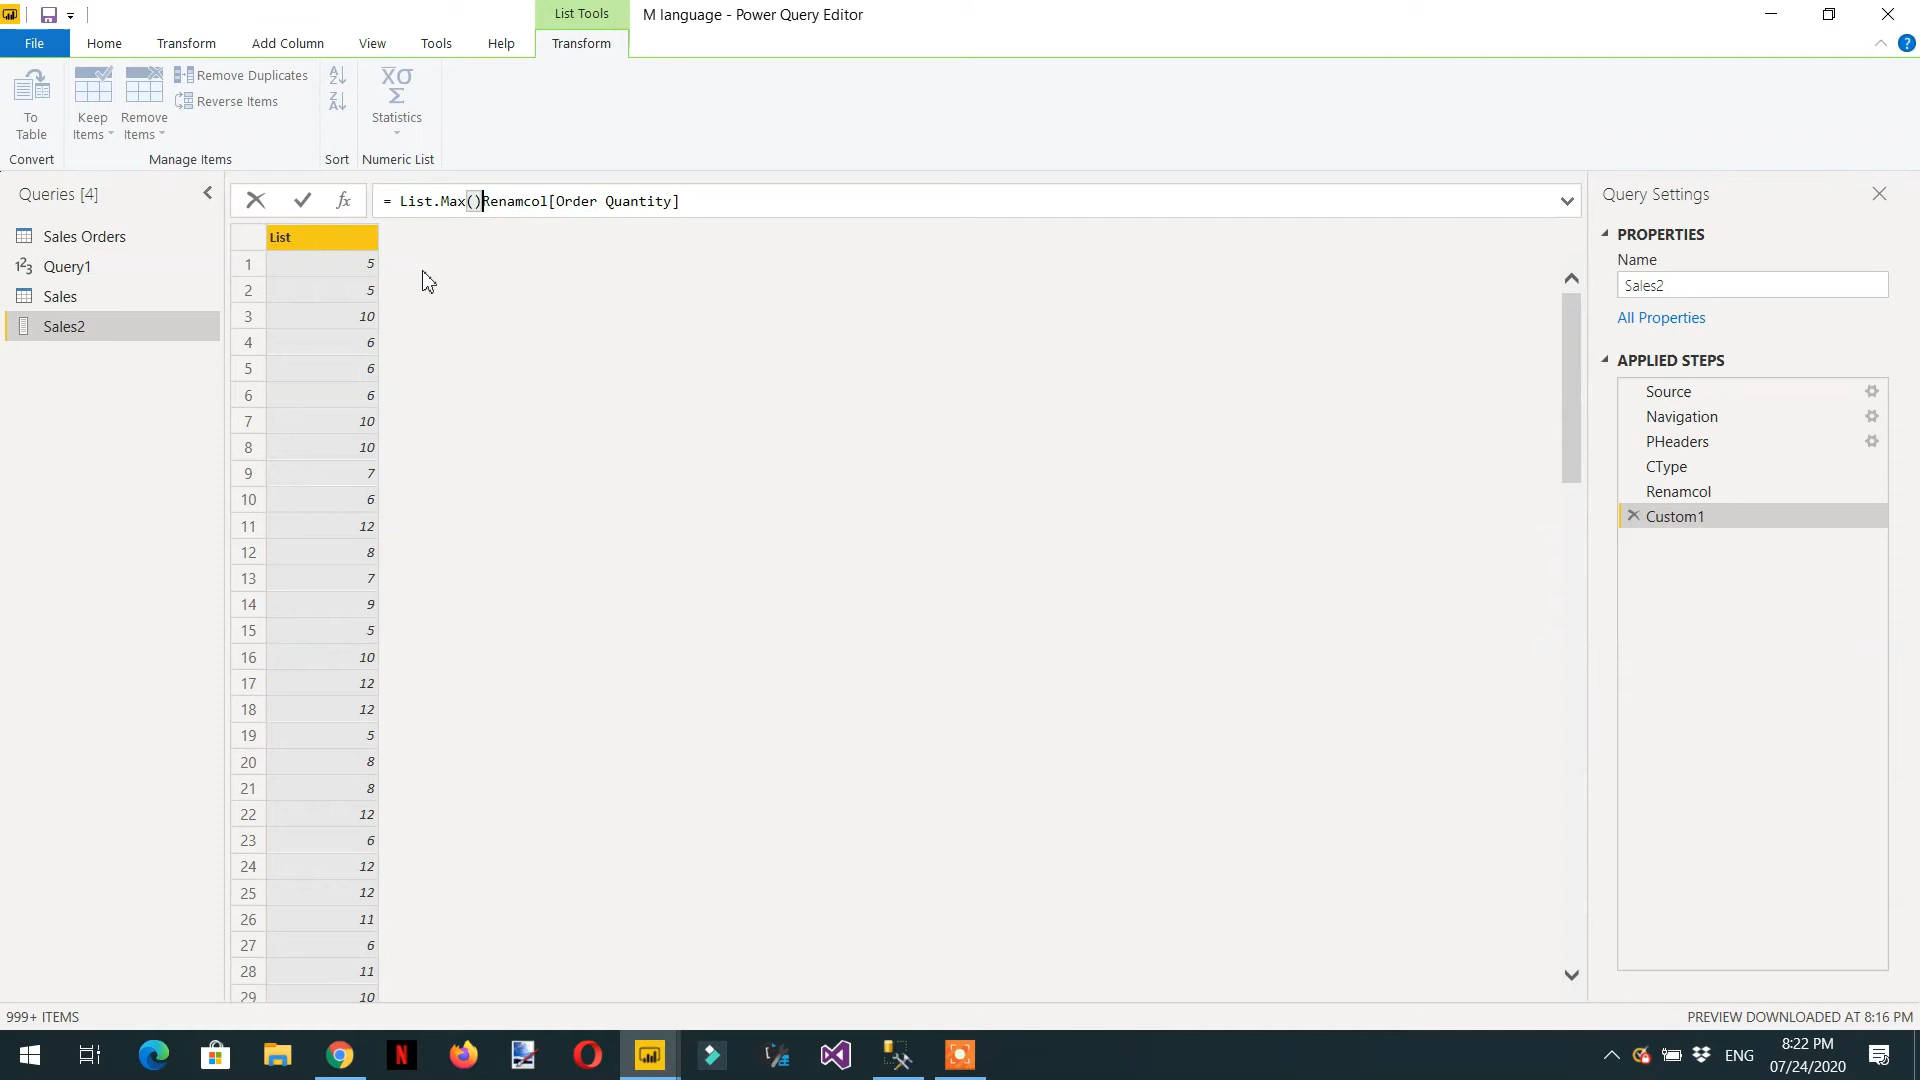 List Tools
M language - Power Query Editor
File
Home
Transform
Add Column
View
Tools
Help
Transform
To
Table
Keep
Items
Remove
Items
Remove Duplicates
Reverse Items
Statistics
Convert
Manage Items
Sort
Numeric List
Queries [4]
= List.Max()Renamcol[Order Quantity]
Sales Orders
Query1
Sales
Sales2
List
1 5
2 5
3 10
4 6
5 6
6 6
7 10
8 10
9 7
10 6
11 12
12 8
13 7
14 9
15 5
16 10
17 12
18 12
19 5
20 8
21 8
22 12
23 6
24 12
25 12
26 11
27 6
28 11
29 10
Query Settings
PROPERTIES
Name
Sales2
All Properties
APPLIED STEPS
Source
Navigation
PHeaders
CType
Renamcol
Custom1
999+ ITEMS
PREVIEW DOWNLOADED AT 8:16 PM
ENG
8:22 PM
07/24/2020